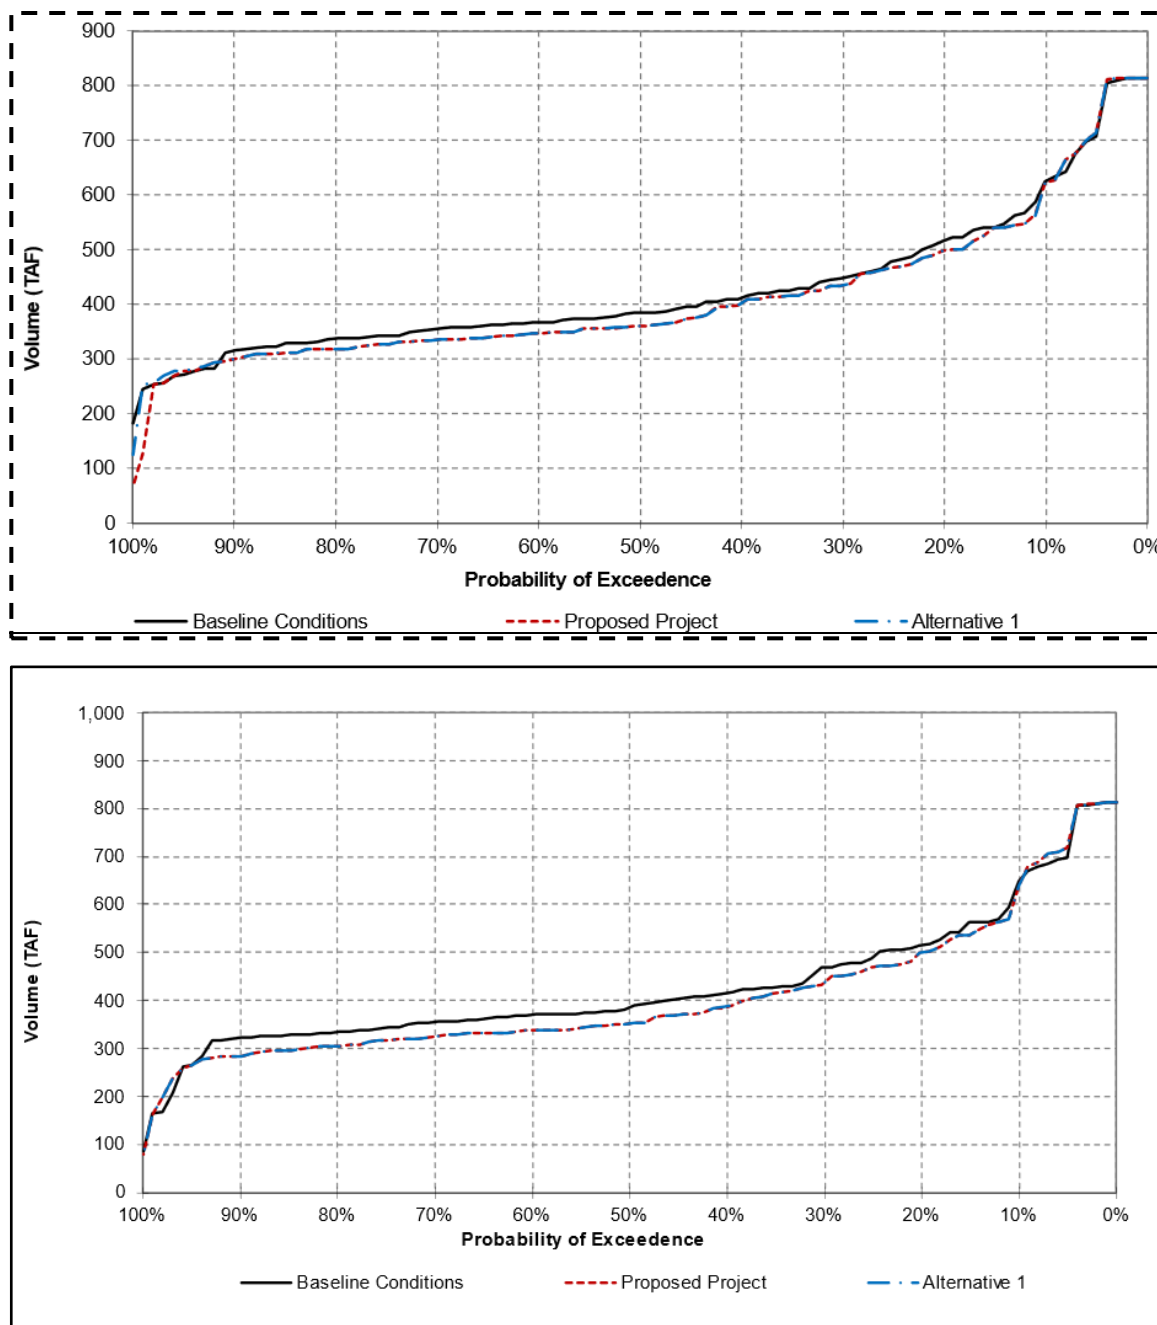 900
800
700
600
500
400
300
200
100
0
Volume (TAF)
100% 90% 80% 70% 60% 50% 40% 30% 20% 10% 0%
Probability of Exceedence
Baseline Conditions Proposed Project Alternative 1
1,000
900
800
700
600
500
400
300
200
100
0
Volume (TAF)
100% 90% 80% 70% 60% 50% 40% 30% 20% 10% 0%
Probability of Exceedence
Baseline Conditions Proposed Project Alternative 1